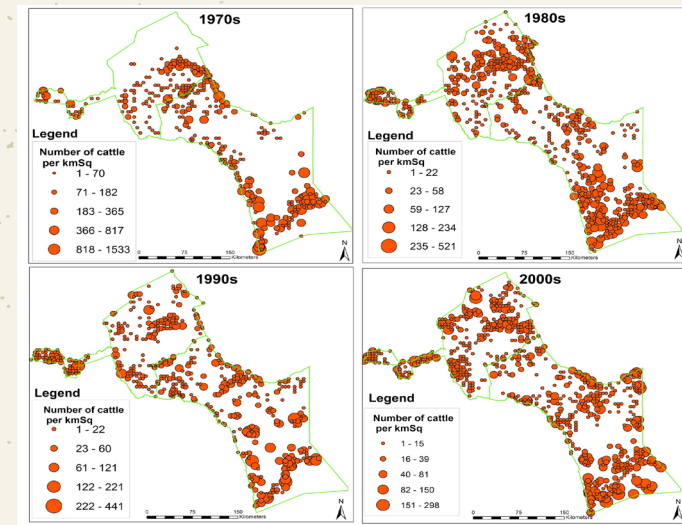 1970s
Legend
Number of cattle
per kmSq
1 - 70
71 - 182
183 - 365
366 - 817
818 - 1533
0 75 150
Kilometers
N
1980s
Legend
Number of cattle
per kmSq
1 - 22
23 - 58
59 - 127
128 - 234
235 - 521
0 75 150
Kilometers
N
1990s
Legend
Number of cattle
per kmSq
1 - 22
23 - 60
61 - 121
122 - 221
222 - 441
0 75 150
Kilometers
N
2000s
Legend
Number of cattle
per kmSq
1 - 15
16 - 39
40 - 81
82 - 150
151 - 298
0 75 150
Kilometers
N